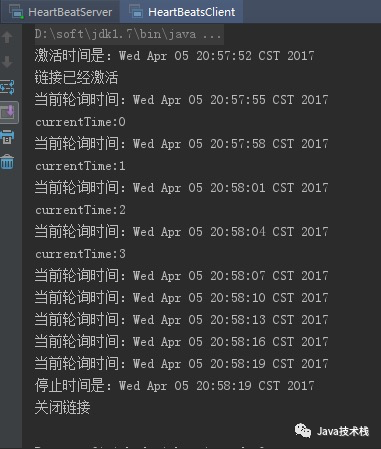 HeartBeatServer HeartBeatsClient
D:\soft\jdk1.7\bin\java ...
激活时间是：Wed Apr 05 20:57:52 CST 2017
链接已经激活
当前轮询时间：Wed Apr 05 20:57:55 CST 2017
currentTime:0
当前轮询时间：Wed Apr 05 20:57:58 CST 2017
currentTime:1
当前轮询时间：Wed Apr 05 20:58:01 CST 2017
currentTime:2
当前轮询时间：Wed Apr 05 20:58:04 CST 2017
currentTime:3
当前轮询时间：Wed Apr 05 20:58:07 CST 2017
当前轮询时间：Wed Apr 05 20:58:10 CST 2017
当前轮询时间：Wed Apr 05 20:58:13 CST 2017
当前轮询时间：Wed Apr 05 20:58:16 CST 2017
当前轮询时间：Wed Apr 05 20:58:19 CST 2017
停止时间是：Wed Apr 05 20:58:19 CST 2017
关闭链接
Java技术栈